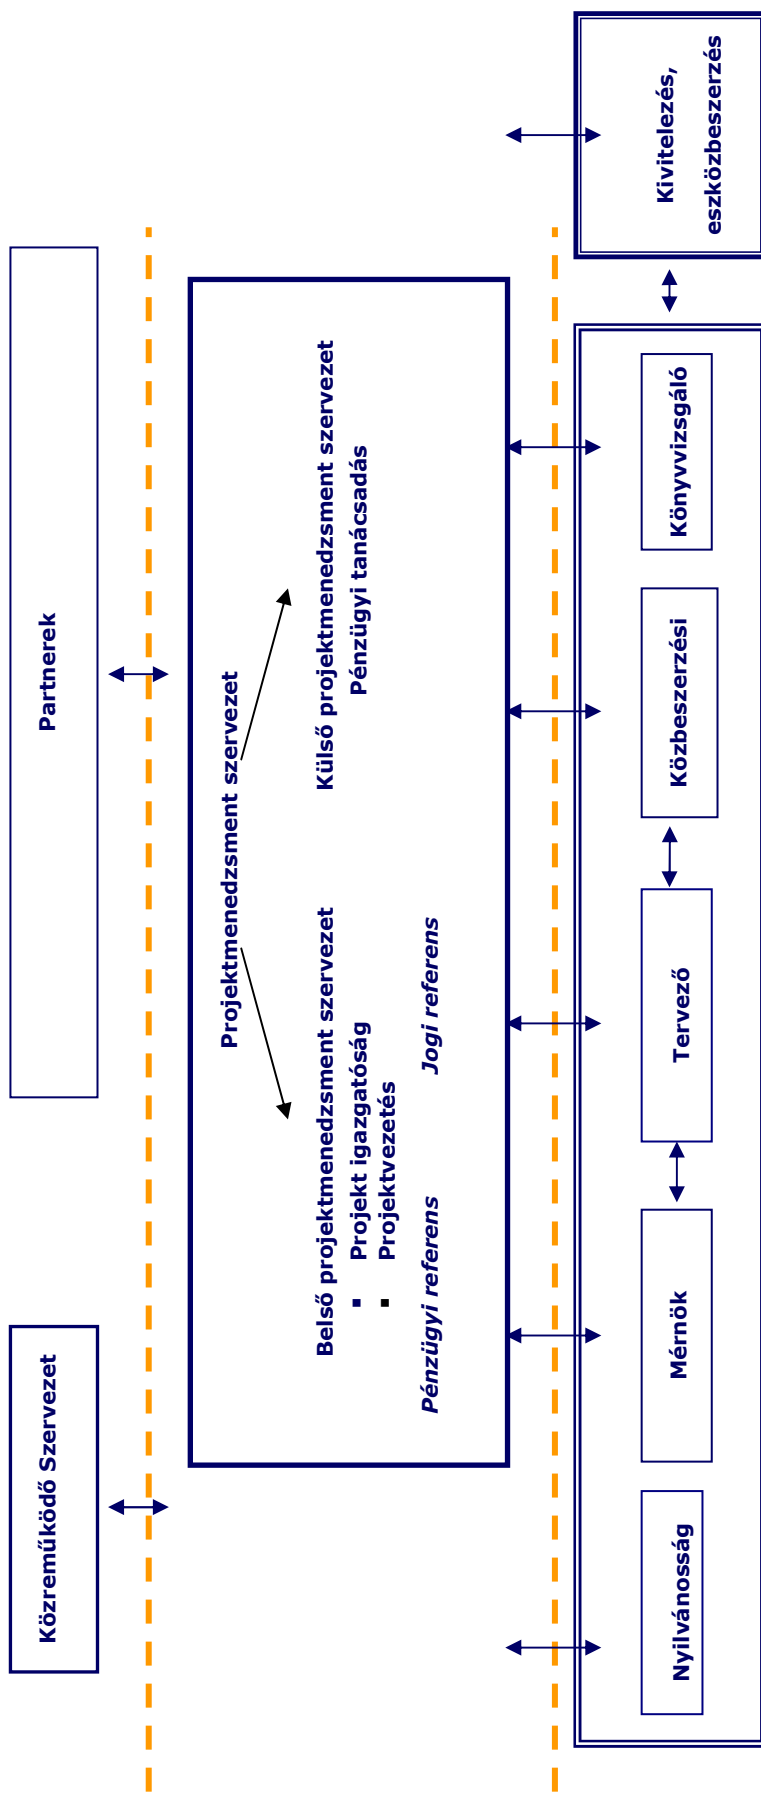 Közreműködő Szervezet
Partnerek
Projektmenedzsment szervezet
Belső projektmenedzsment szervezet
▪ Projekt igazgatóság
▪ Projektvezetés
Pénzügyi referens
Jogi referens
Külső projektmenedzsment szervezet
Pénzügyi tanácsadás
Nyilvánosság
Mérnök
Tervező
Közbeszerzési
Könyvvizsgáló
Kivitelezés,
eszközbeszerzés